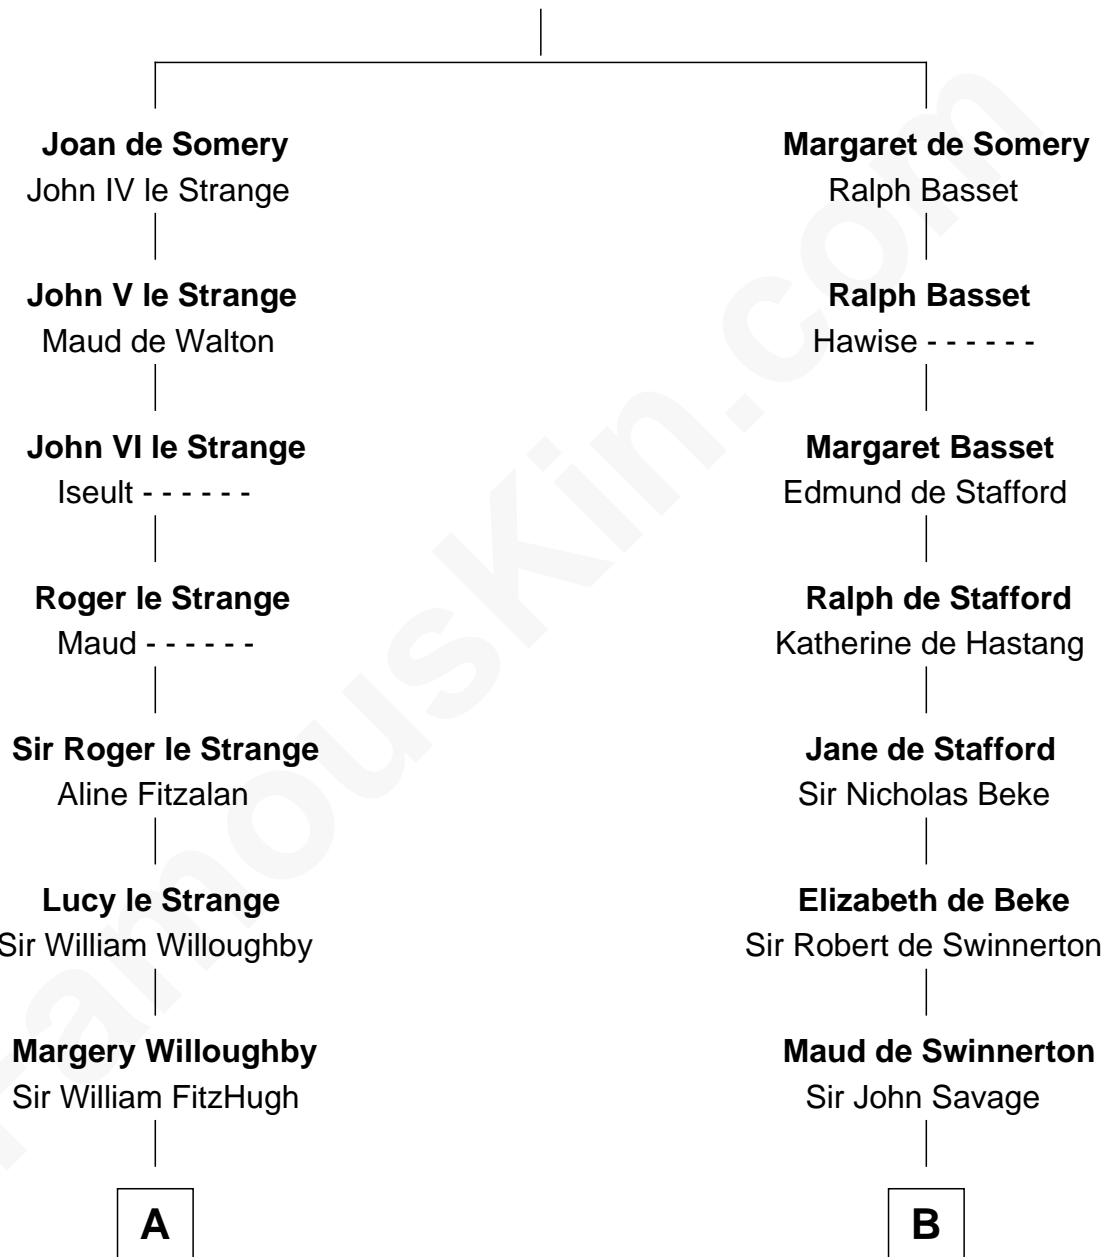 Joan de Somery
John IV le Strange
John V le Strange
Maud de Walton
John VI le Strange
Iseult - - - - - -
Roger le Strange
Maud - - - - - -
Sir Roger le Strange
Aline Fitzalan
Lucy le Strange
Sir William Willoughby
Margery Willoughby
Sir William FitzHugh
A
Margaret de Somery
Ralph Basset
Ralph Basset
Hawise - - - - - -
Margaret Basset
Edmund de Stafford
Ralph de Stafford
Katherine de Hastang
Jane de Stafford
Sir Nicholas Beke
Elizabeth de Beke
Sir Robert de Swinnerton
Maud de Swinnerton
Sir John Savage
B
FamousKin.com